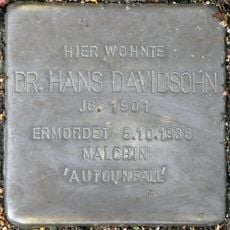 HIER WOHNTE
DR. HANS DAVIDSOHN
JG. 1901
ERMORDET 5.10.1936
MALCHIN
'AUTOUNFALL'